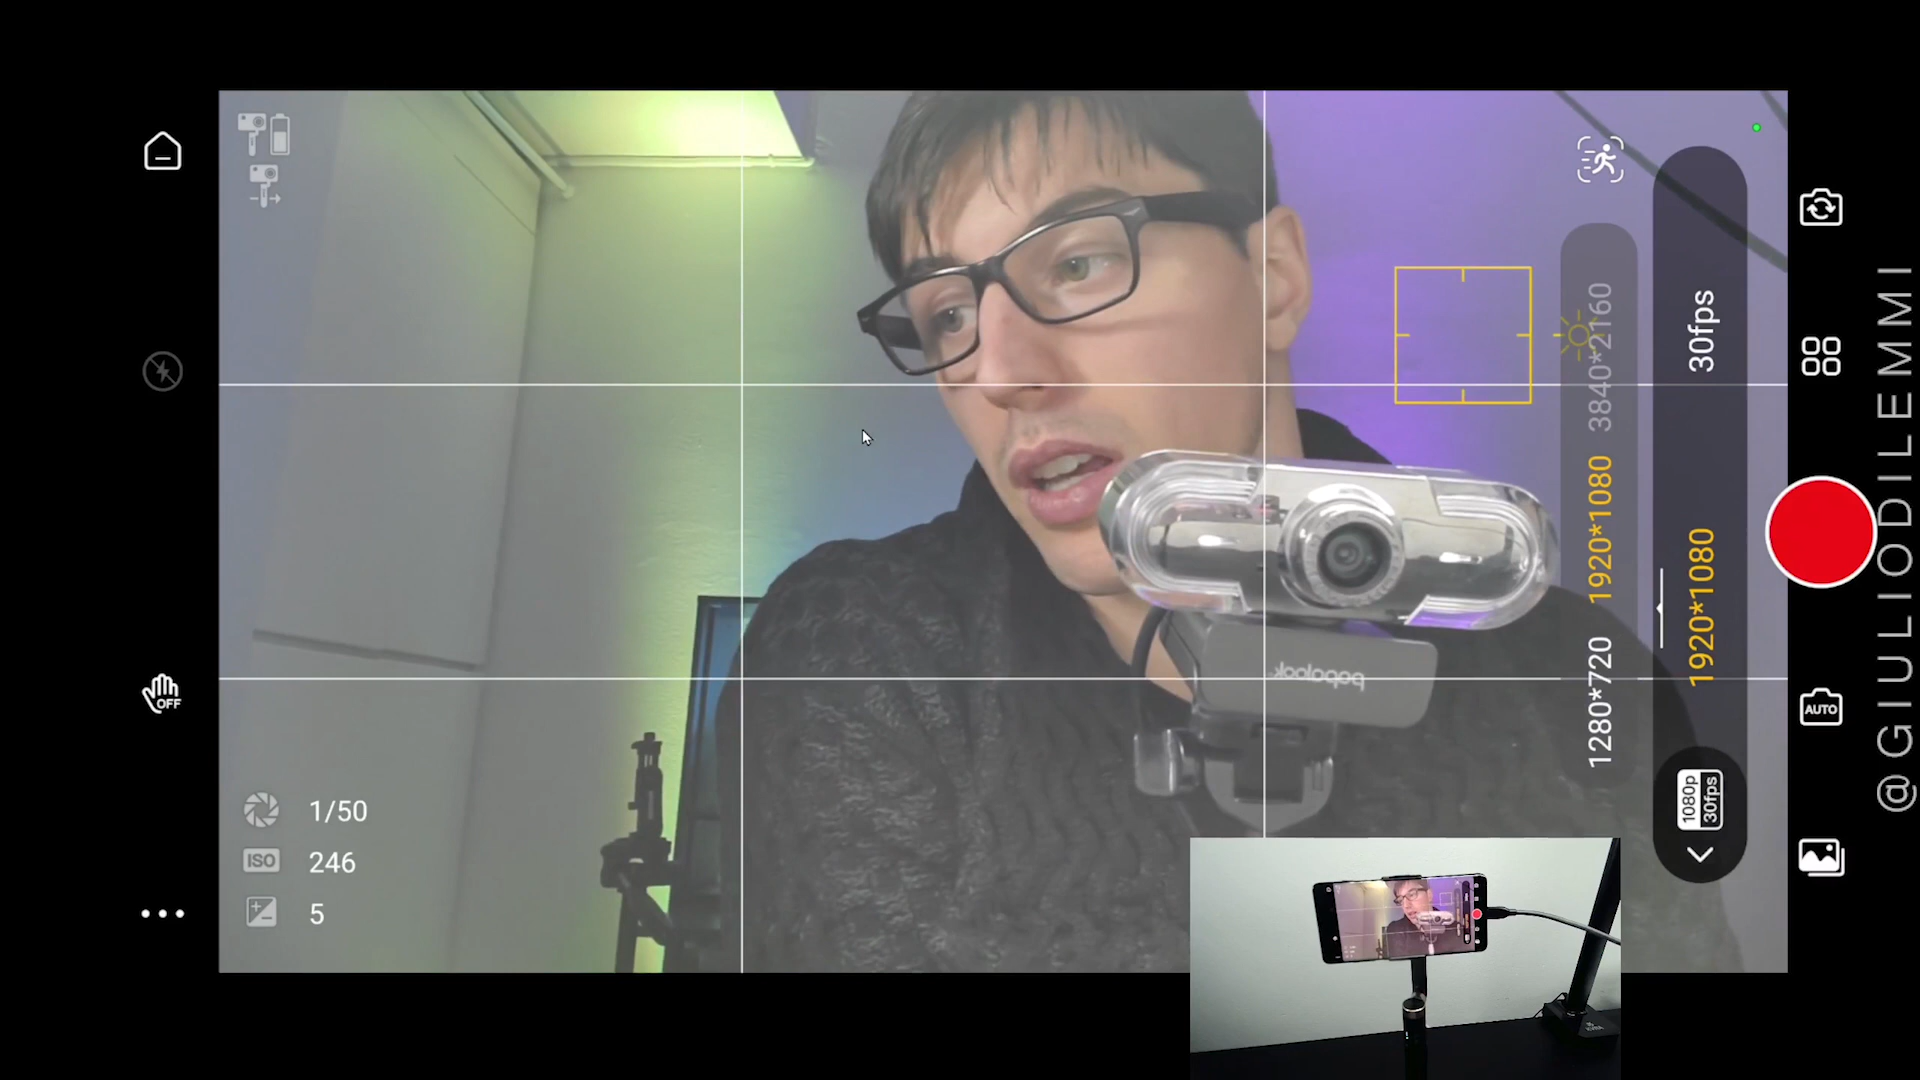 OFF
1/50
ISO 246
5
papalook
3840*2160
1920*1080
1280*720
30fps
1920*1080
1080p
30fps
AUTO
@GIULIODILEMMI